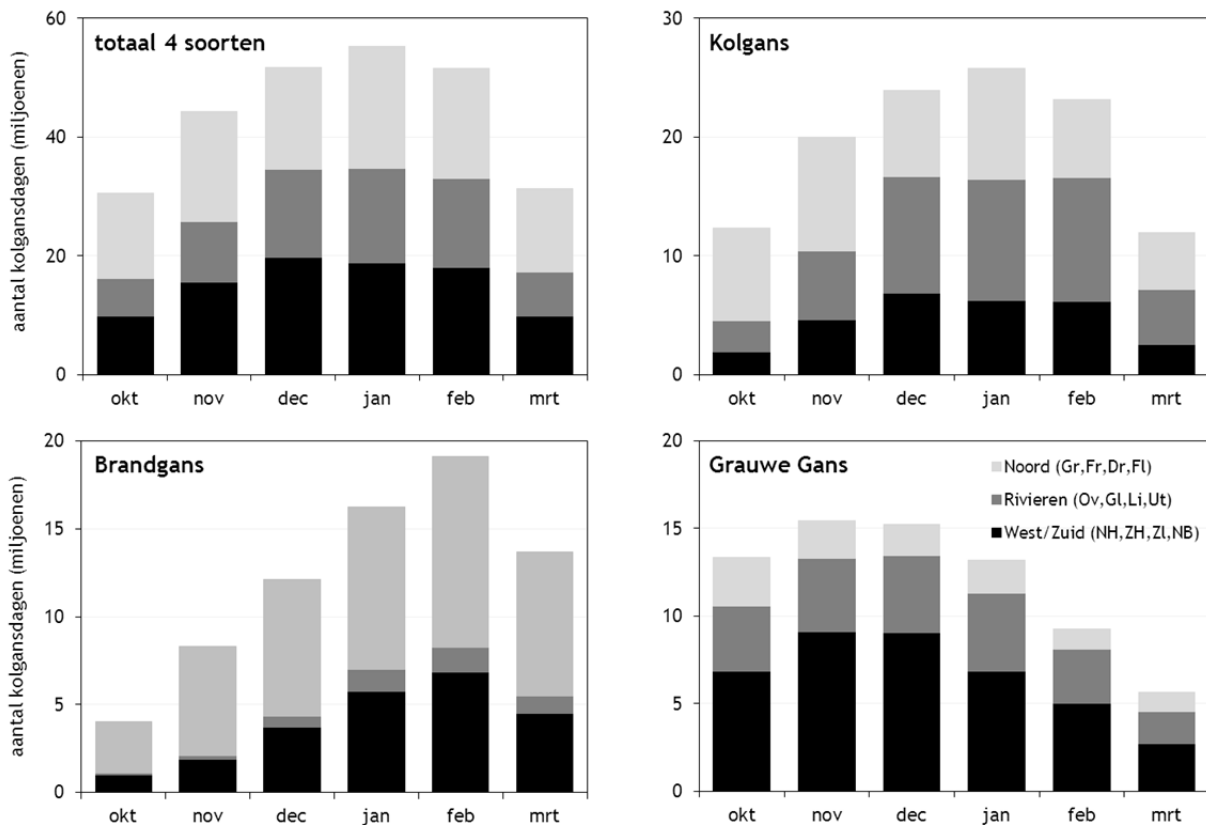 totaal 4 soorten
aantal kolgansdagen (miljoenen)
60
40
20
0
okt nov dec jan feb mrt
Kolgans
30
20
10
0
okt nov dec jan feb mrt
Brandgans
aantal kolgansdagen (miljoenen)
20
15
10
5
0
okt nov dec jan feb mrt
Grauwe Gans
20
15
10
5
0
Noord (Gr,Fr,Dr,Fl)
Rivieren (Ov,Gl,Li,Ut)
West/Zuid (NH,ZH,Zl,NB)
okt nov dec jan feb mrt